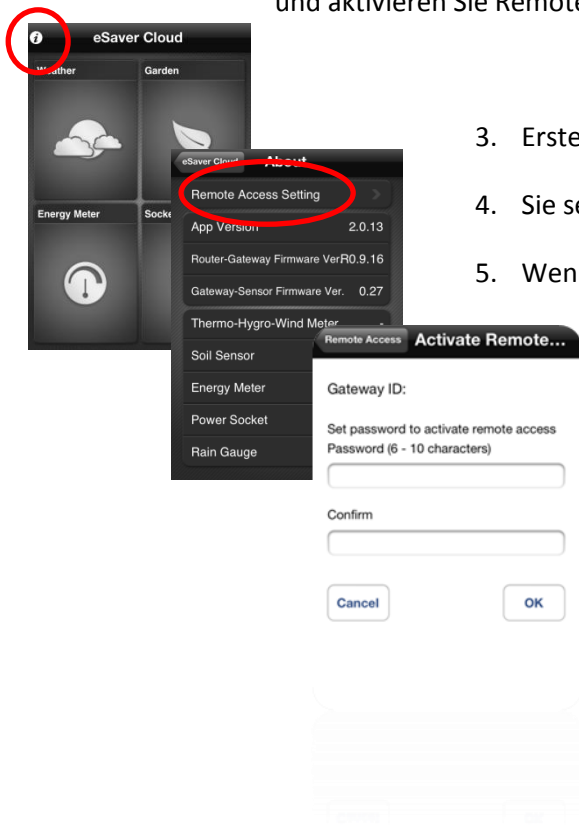 und aktivieren Sie Remote
eSaver Cloud
Weather Garden
Energy Meter
3. Erste
4. Sie se
5. Wen
eSaver Cloud About
Remote Access Setting
App Version 2.0.13
Router-Gateway Firmware VerR0.9.16
Gateway-Sensor Firmware Ver. 0.27
Thermo-Hygro-Wind Meter -
Soil Sensor
Energy Meter
Power Socket
Rain Gauge
Remote Access Activate Remote...
Gateway ID:
Set password to activate remote access
Password (6 - 10 characters)
Confirm
Cancel OK